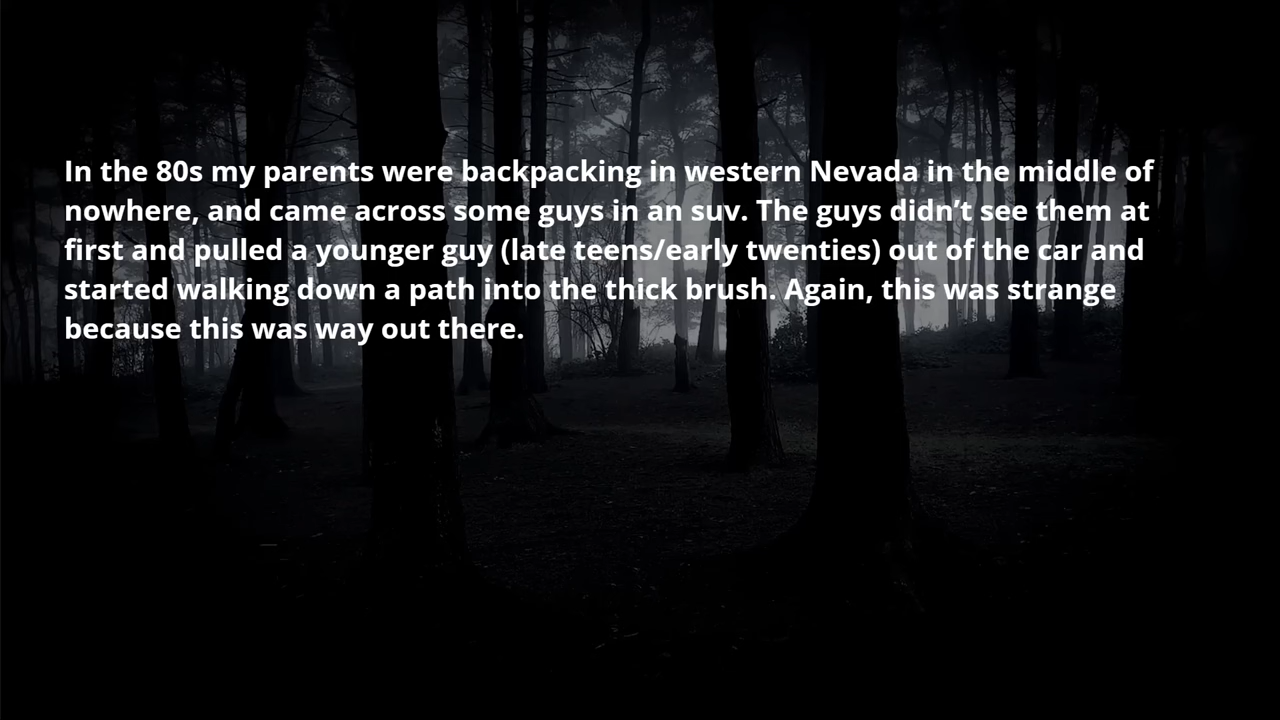 In the 80s my parents were backpacking in western Nevada in the middle of
nowhere, and came across some guys in an suv. The guys didn’t see them at
first and pulled a younger guy (late teens/early twenties) out of the car and
started walking down a path into the thick brush. Again, this was strange
because this was way out there.